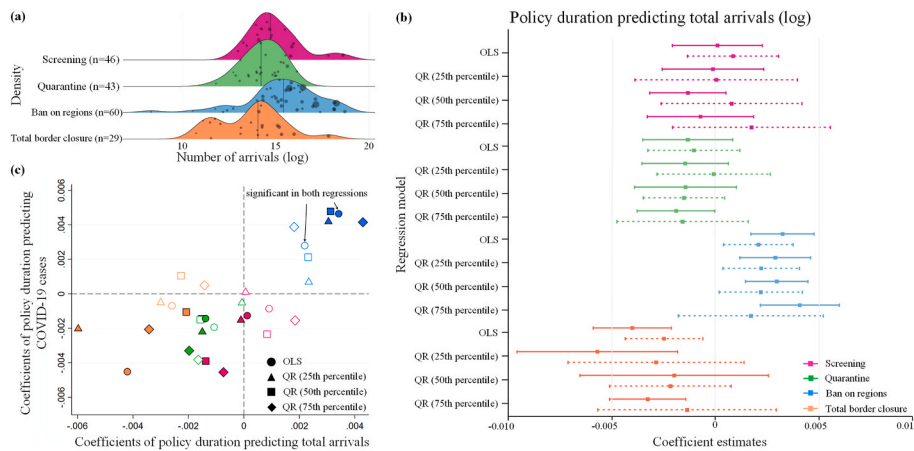 (a)
Density
Screening (n=46)
Quarantine (n=43)
Ban on regions (n=60)
Total border closure (n=29)
10
15
20
Number of arrivals (log)
(b)
Policy duration predicting total arrivals (log)
Regression model
OLS
QR (25th percentile)
QR (50th percentile)
QR (75th percentile)
OLS
QR (25th percentile)
QR (50th percentile)
QR (75th percentile)
OLS
QR (25th percentile)
QR (50th percentile)
QR (75th percentile)
OLS
QR (25th percentile)
QR (50th percentile)
QR (75th percentile)
Screening
Quarantine
Ban on regions
Total border closure
-0.010
-0.005
0
0.005
0.01
Coefficient estimates
(c)
Coefficients of policy duration predicting
COVID-19 cases
0.006
0.004
0.002
0
-.002
-.004
-.006
significant in both regressions
OLS
QR (25th percentile)
QR (50th percentile)
QR (75th percentile)
-.006
-.004
-.002
0
0.002
0.004
Coefficients of policy duration predicting total arrivals